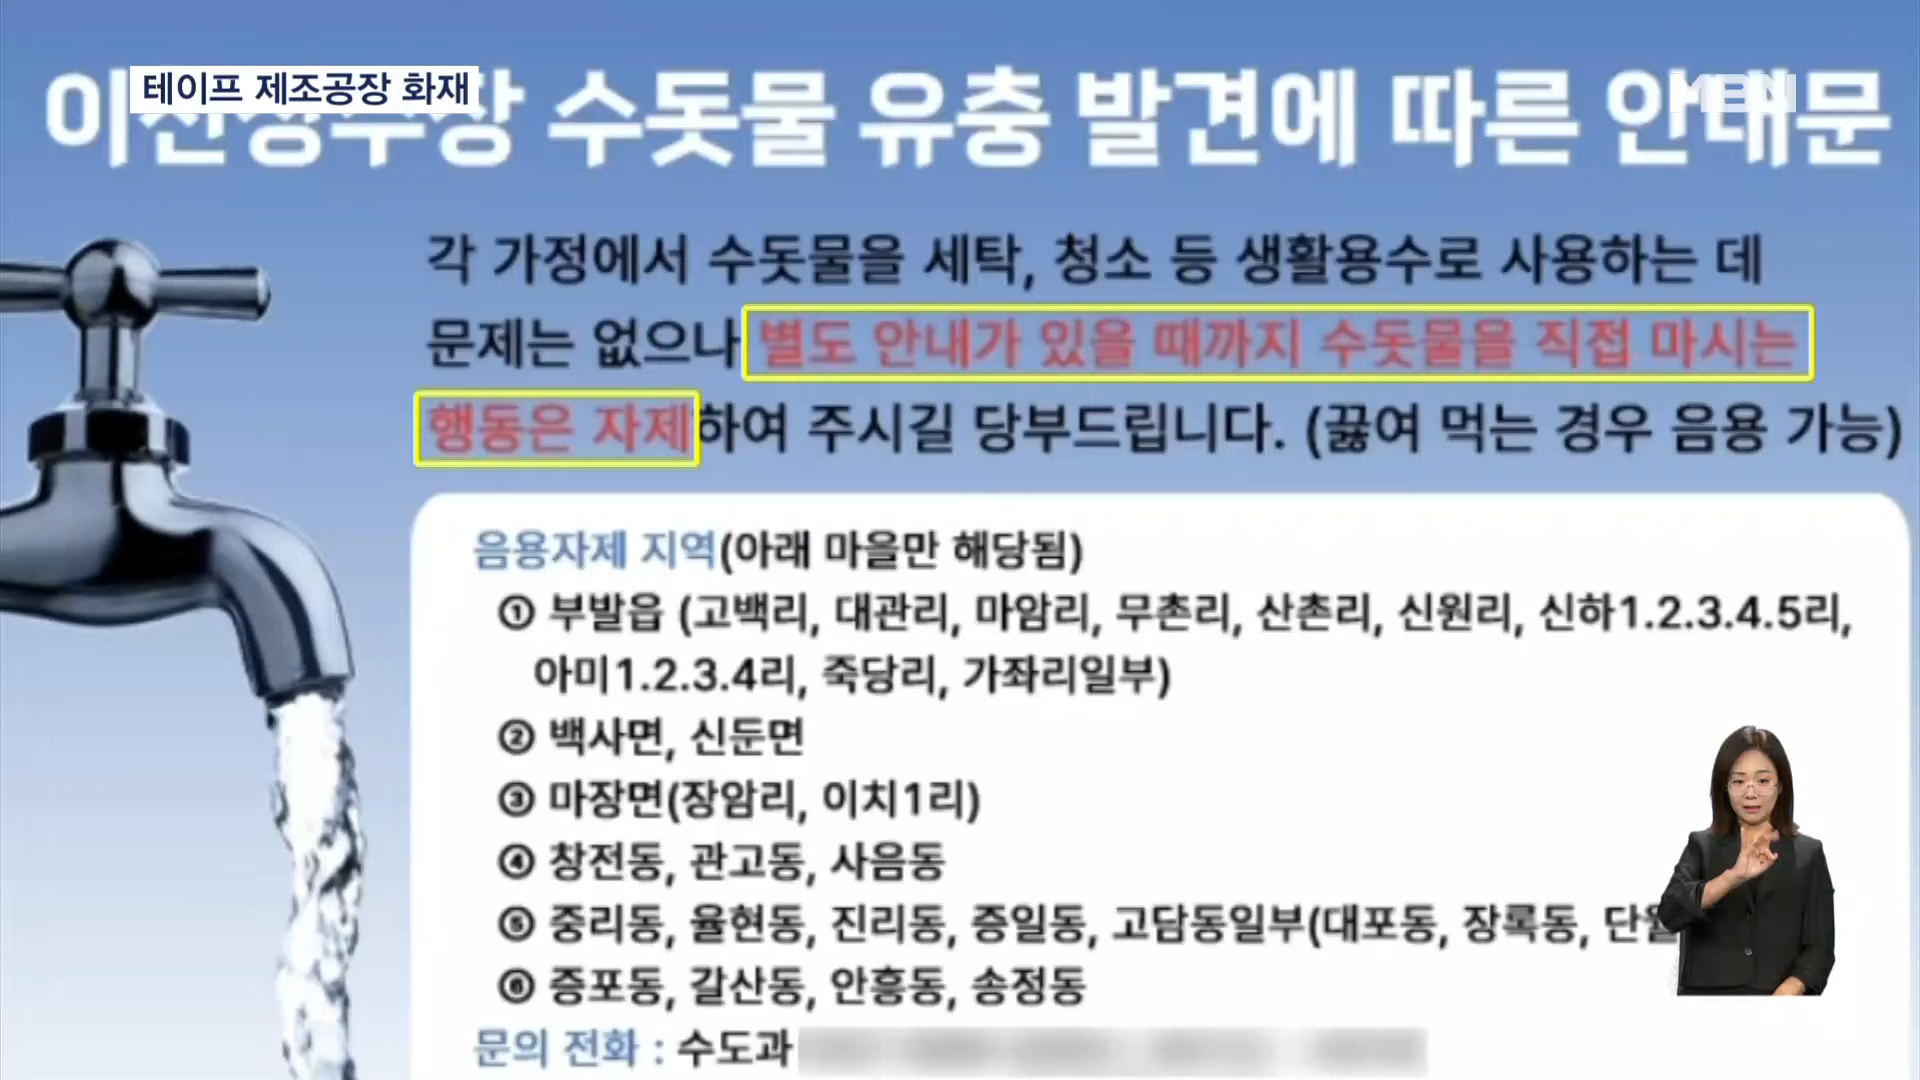 테이프 제조공장 화재
MBN
수돗물 유충 발견에 따른 안내문
각 가정에서 수돗물을 세탁, 청소 등 생활용수로 사용하는 데
문제는 없으나 별도 안내가 있을 때까지 수돗물을 직접 마시는
행동은 자제하여 주시길 당부드립니다. (끓여 먹는 경우 음용 가능)
음용자제 지역(아래 마을만 해당됨)
① 부발읍 (고백리, 대관리, 마암리, 무촌리, 산촌리, 신원리, 신하1.2.3.4.5리,
아미1.2.3.4리, 죽당리, 가좌리일부)
② 백사면, 신둔면
③ 마장면(장암리, 이치1리)
④ 창전동, 관고동, 사음동
⑤ 중리동, 율현동, 진리동, 증일동, 고담동일부(대포동, 장록동, 단월
⑥ 증포동, 갈산동, 안흥동, 송정동
문의 전화 : 수도과